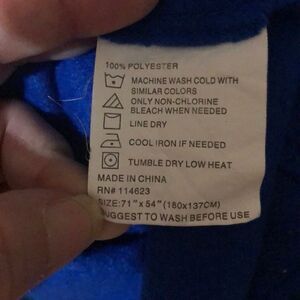 100% POLYESTER
MACHINE WASH COLD WITH
SIMILAR COLORS
ONLY NON-CHLORINE
BLEACH WHEN NEEDED
LINE DRY
COOL IRON IF NEEDED
TUMBLE DRY LOW HEAT
MADE IN CHINA
RN# 114623
SIZE: 71" x 54" (180x137CM)
SUGGEST TO WASH BEFORE USE